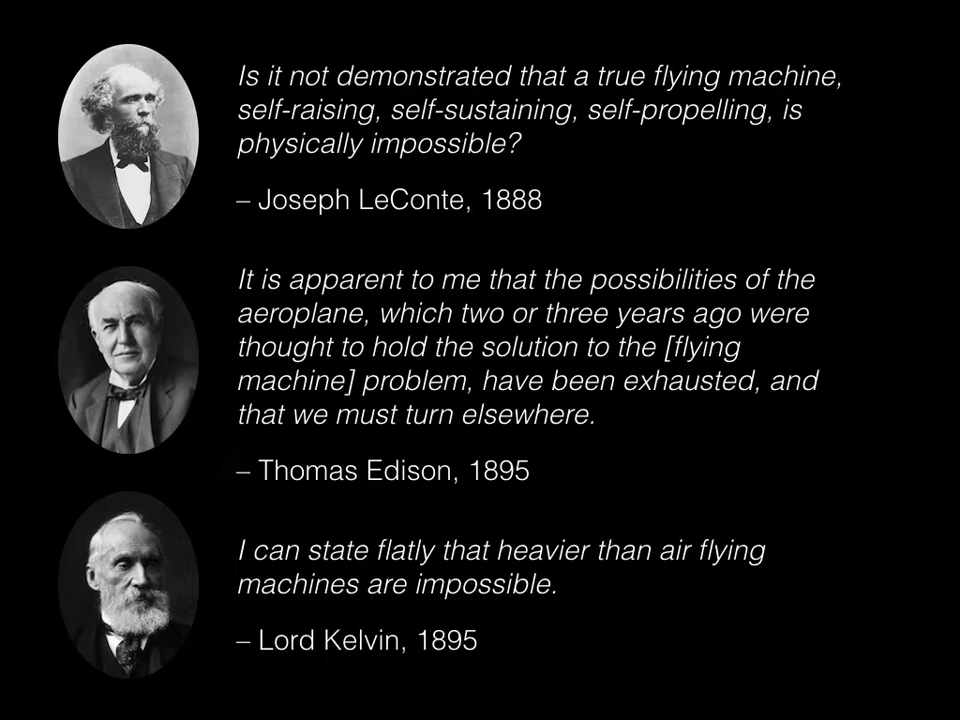 Is it not demonstrated that a true flying machine,
self-raising, self-sustaining, self-propelling, is
physically impossible?
– Joseph LeConte, 1888
It is apparent to me that the possibilities of the
aeroplane, which two or three years ago were
thought to hold the solution to the [flying
machine] problem, have been exhausted, and
that we must turn elsewhere.
– Thomas Edison, 1895
I can state flatly that heavier than air flying
machines are impossible.
– Lord Kelvin, 1895